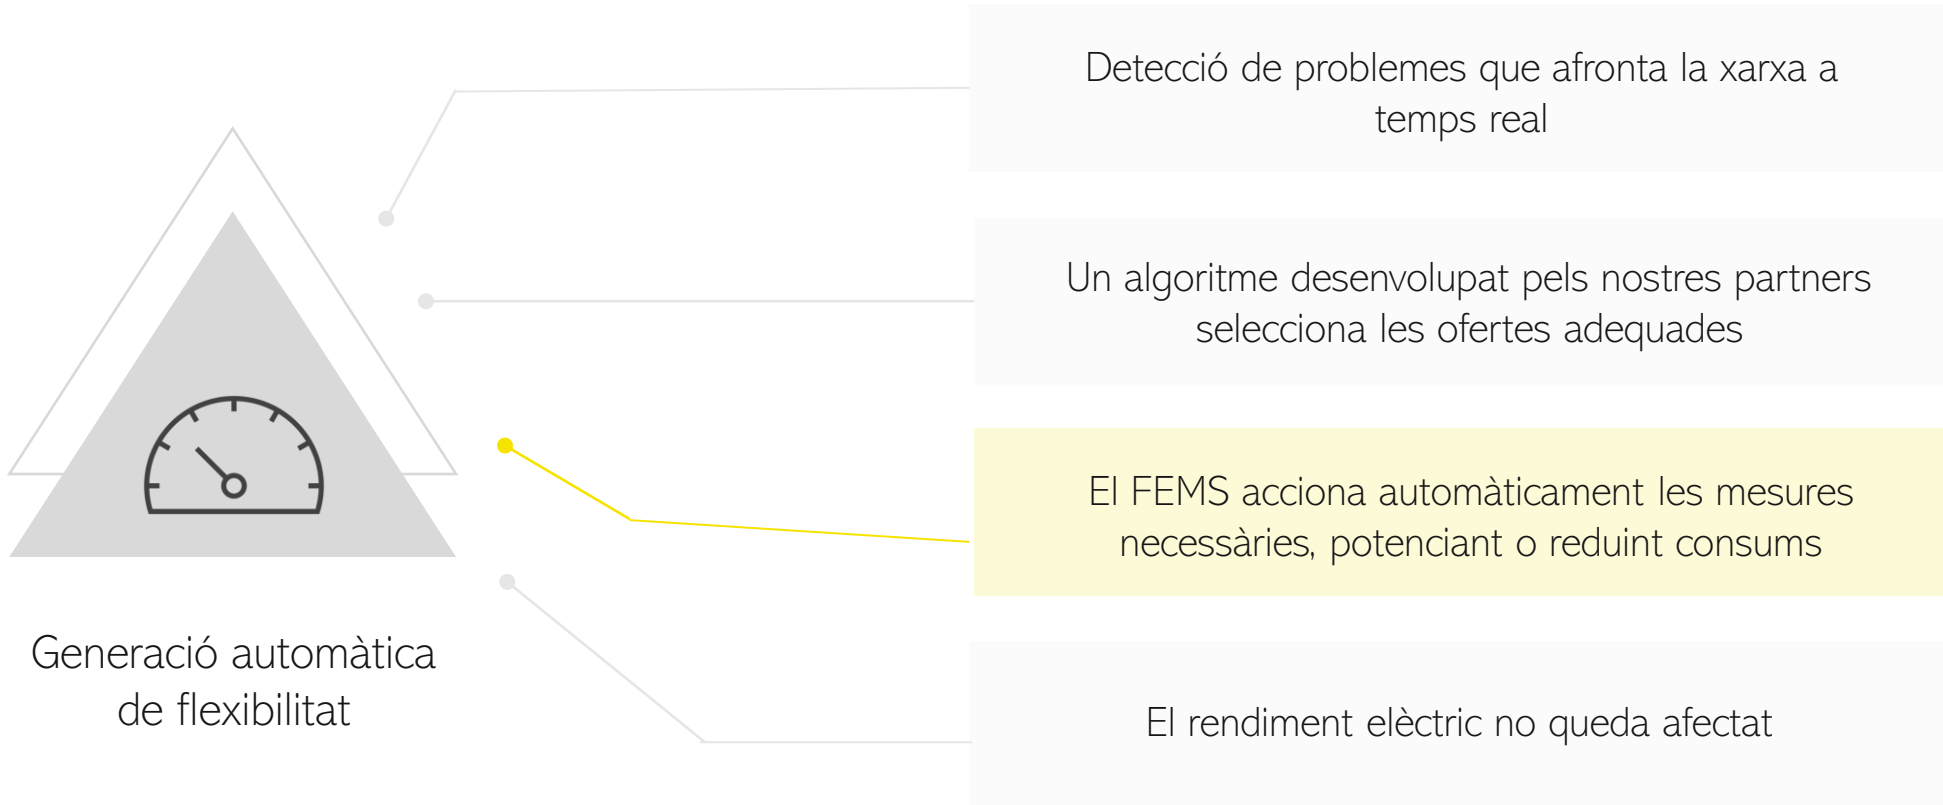 Detecció de problemes que afronta la xarxa a
temps real
Un algoritme desenvolupat pels nostres partners
selecciona les ofertes adequades
El FEMS acciona automàticament les mesures
necessàries, potenciant o reduint consums
El rendiment elèctric no queda afectat
Generació automàtica
de flexibilitat